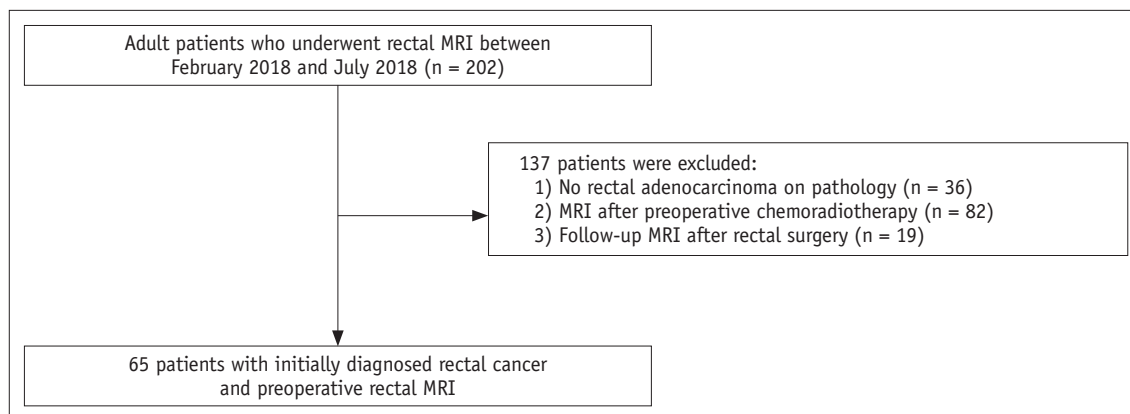 Adult patients who underwent rectal MRI between
February 2018 and July 2018 (n = 202)
137 patients were excluded:
1) No rectal adenocarcinoma on pathology (n = 36)
2) MRI after preoperative chemoradiotherapy (n = 82)
3) Follow-up MRI after rectal surgery (n = 19)
65 patients with initially diagnosed rectal cancer
and preoperative rectal MRI